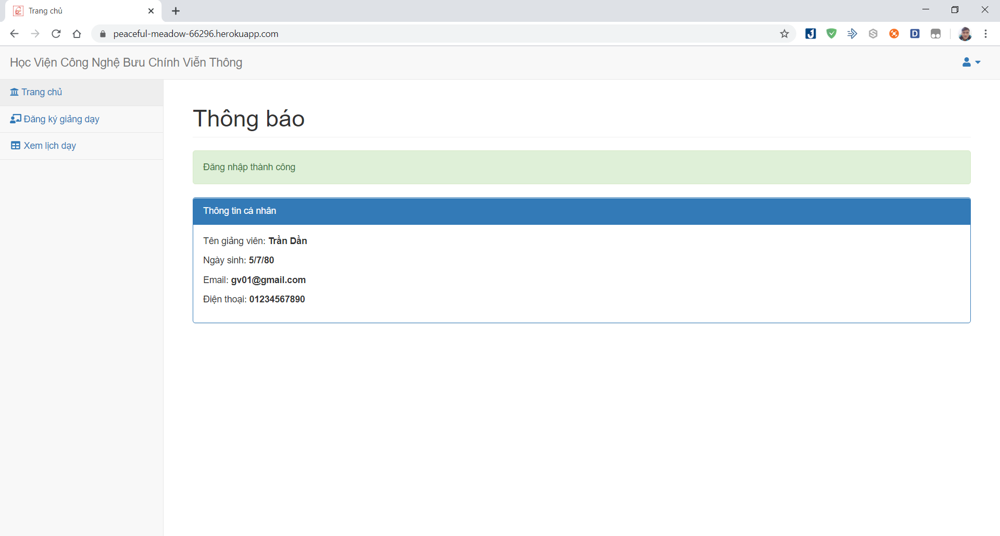 Trang chủ
peaceful-meadow-66296.herokuapp.com
D
Học Viện Công Nghệ Bưu Chính Viễn Thông
Trang chủ
Đăng ký giảng dạy
Xem lịch dạy
Thông báo
Đăng nhập thành công
Thông tin cá nhân
Tên giảng viên: Trần Dần
Ngày sinh: 5/7/80
Email: gv01@gmail.com
Điện thoại: 01234567890